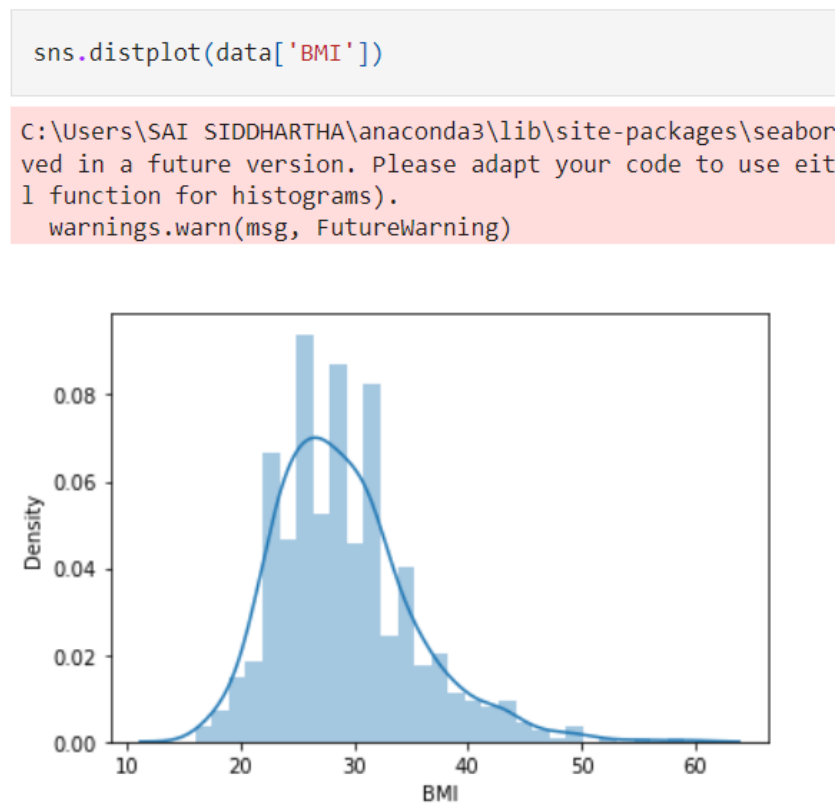 sns.distplot(data['BMI'])
C:\Users\SAI SIDDHARTHA\anaconda3\lib\site-packages\seabor
ved in a future version. Please adapt your code to use eit
l function for histograms).
warnings.warn(msg, FutureWarning)
0.08
0.06
0.04
0.02
0.00
Density
10 20 30 40 50 60
BMI